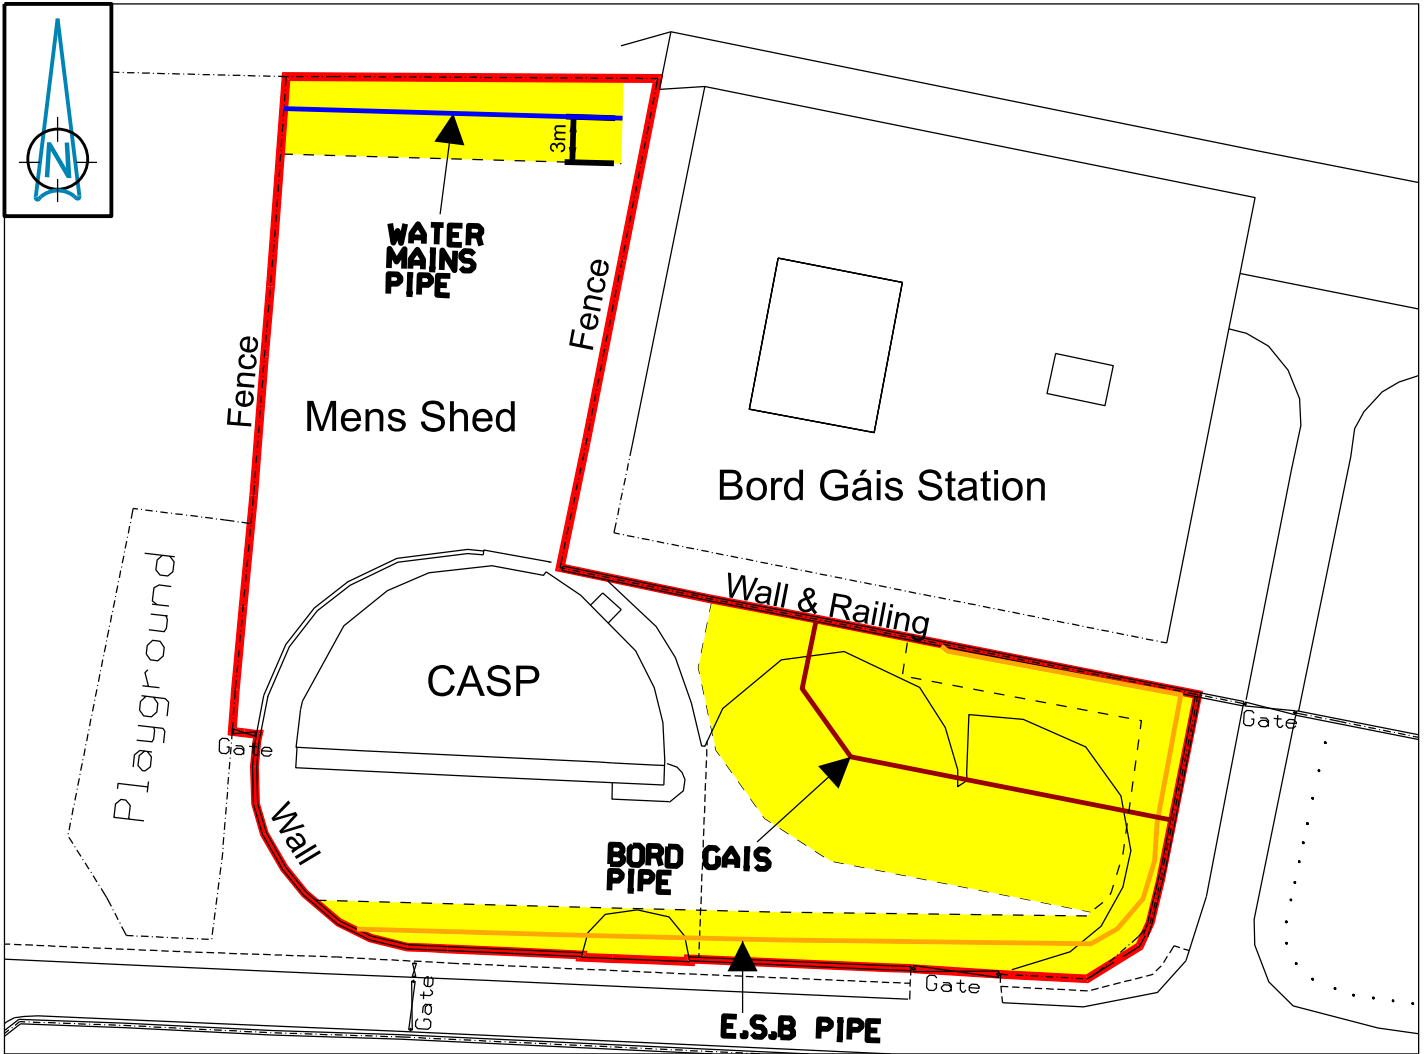 N
3m
WATER
MAINS
PIPE
Fence
Fence
Mens Shed
Bord Gáis Station
Playground
Wall & Railing
CASP
Gate
Gate
Wall
BORD GAIS
PIPE
Gate
Gate
E.S.B PIPE